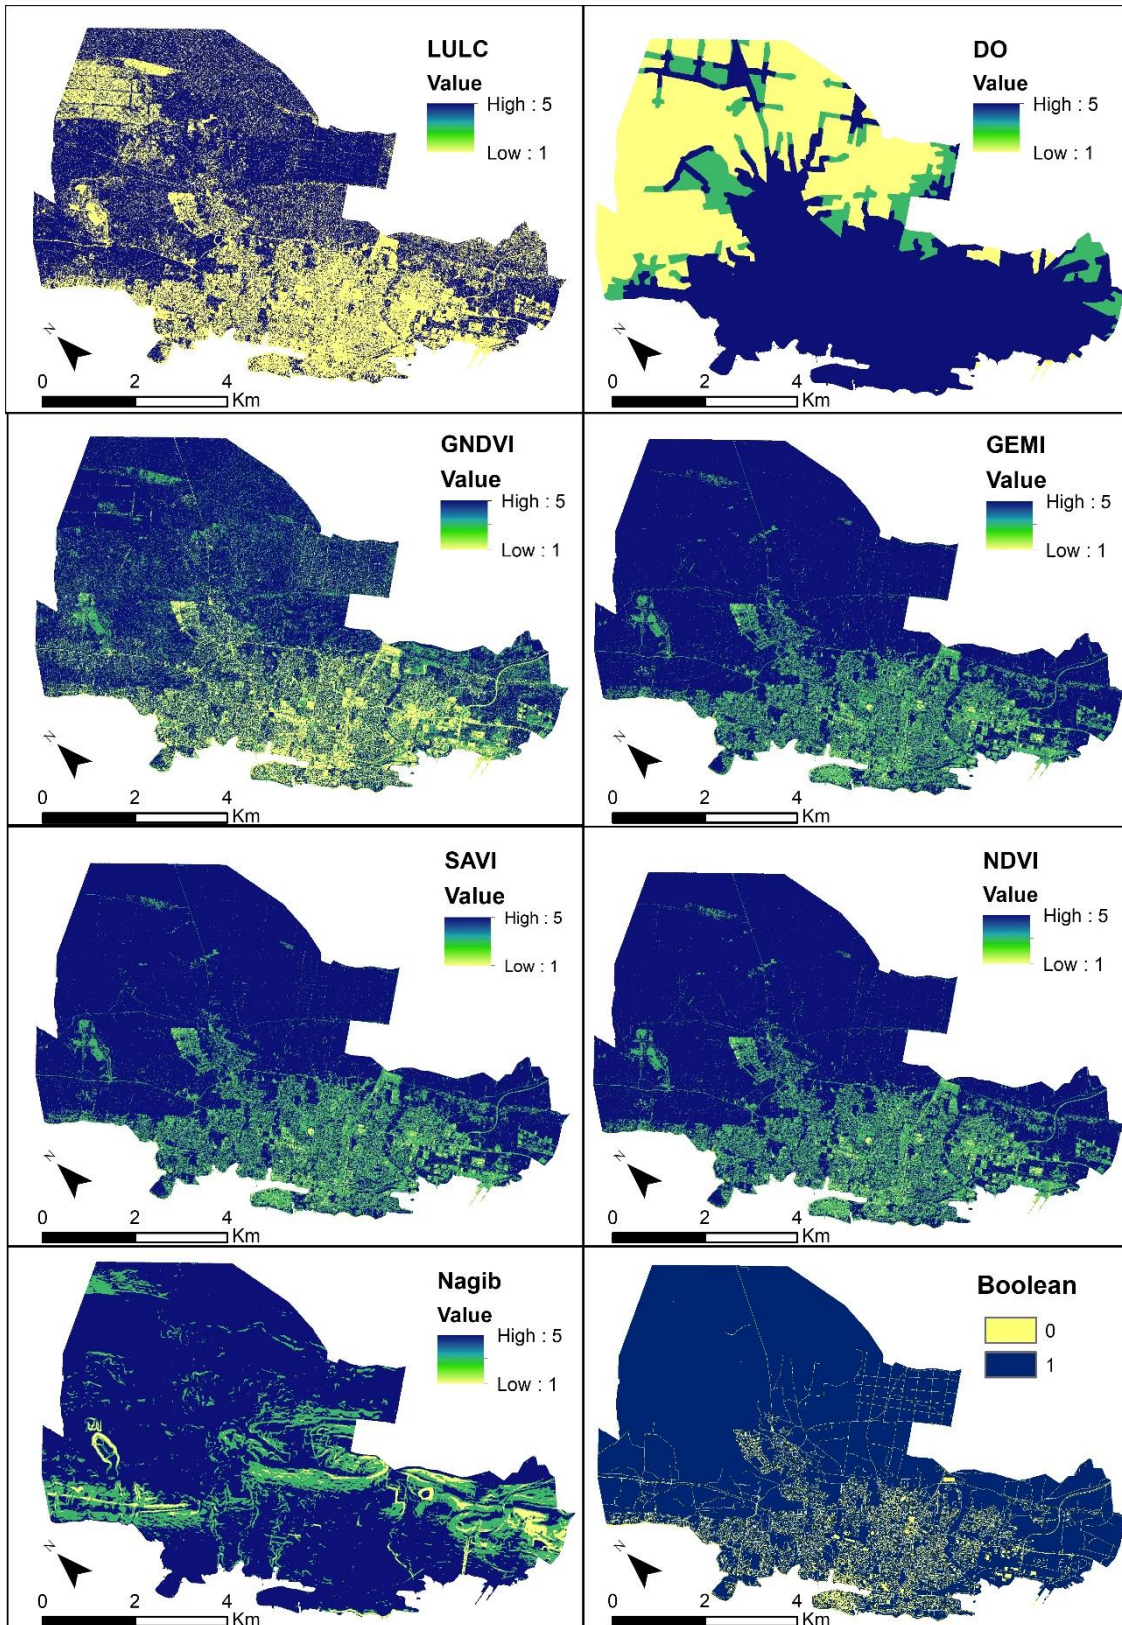 LULC
Value
High : 5
Low : 1
N
0 2 4
Km
DO
Value
High : 5
Low : 1
N
0 2 4
Km
GNDVI
Value
High : 5
Low : 1
N
0 2 4
Km
GEMI
Value
High : 5
Low : 1
N
0 2 4
Km
SAVI
Value
High : 5
Low : 1
N
0 2 4
Km
NDVI
Value
High : 5
Low : 1
N
0 2 4
Km
Nagib
Value
High : 5
Low : 1
N
0 2 4
Km
Boolean
0
1
N
0 2 4
Km